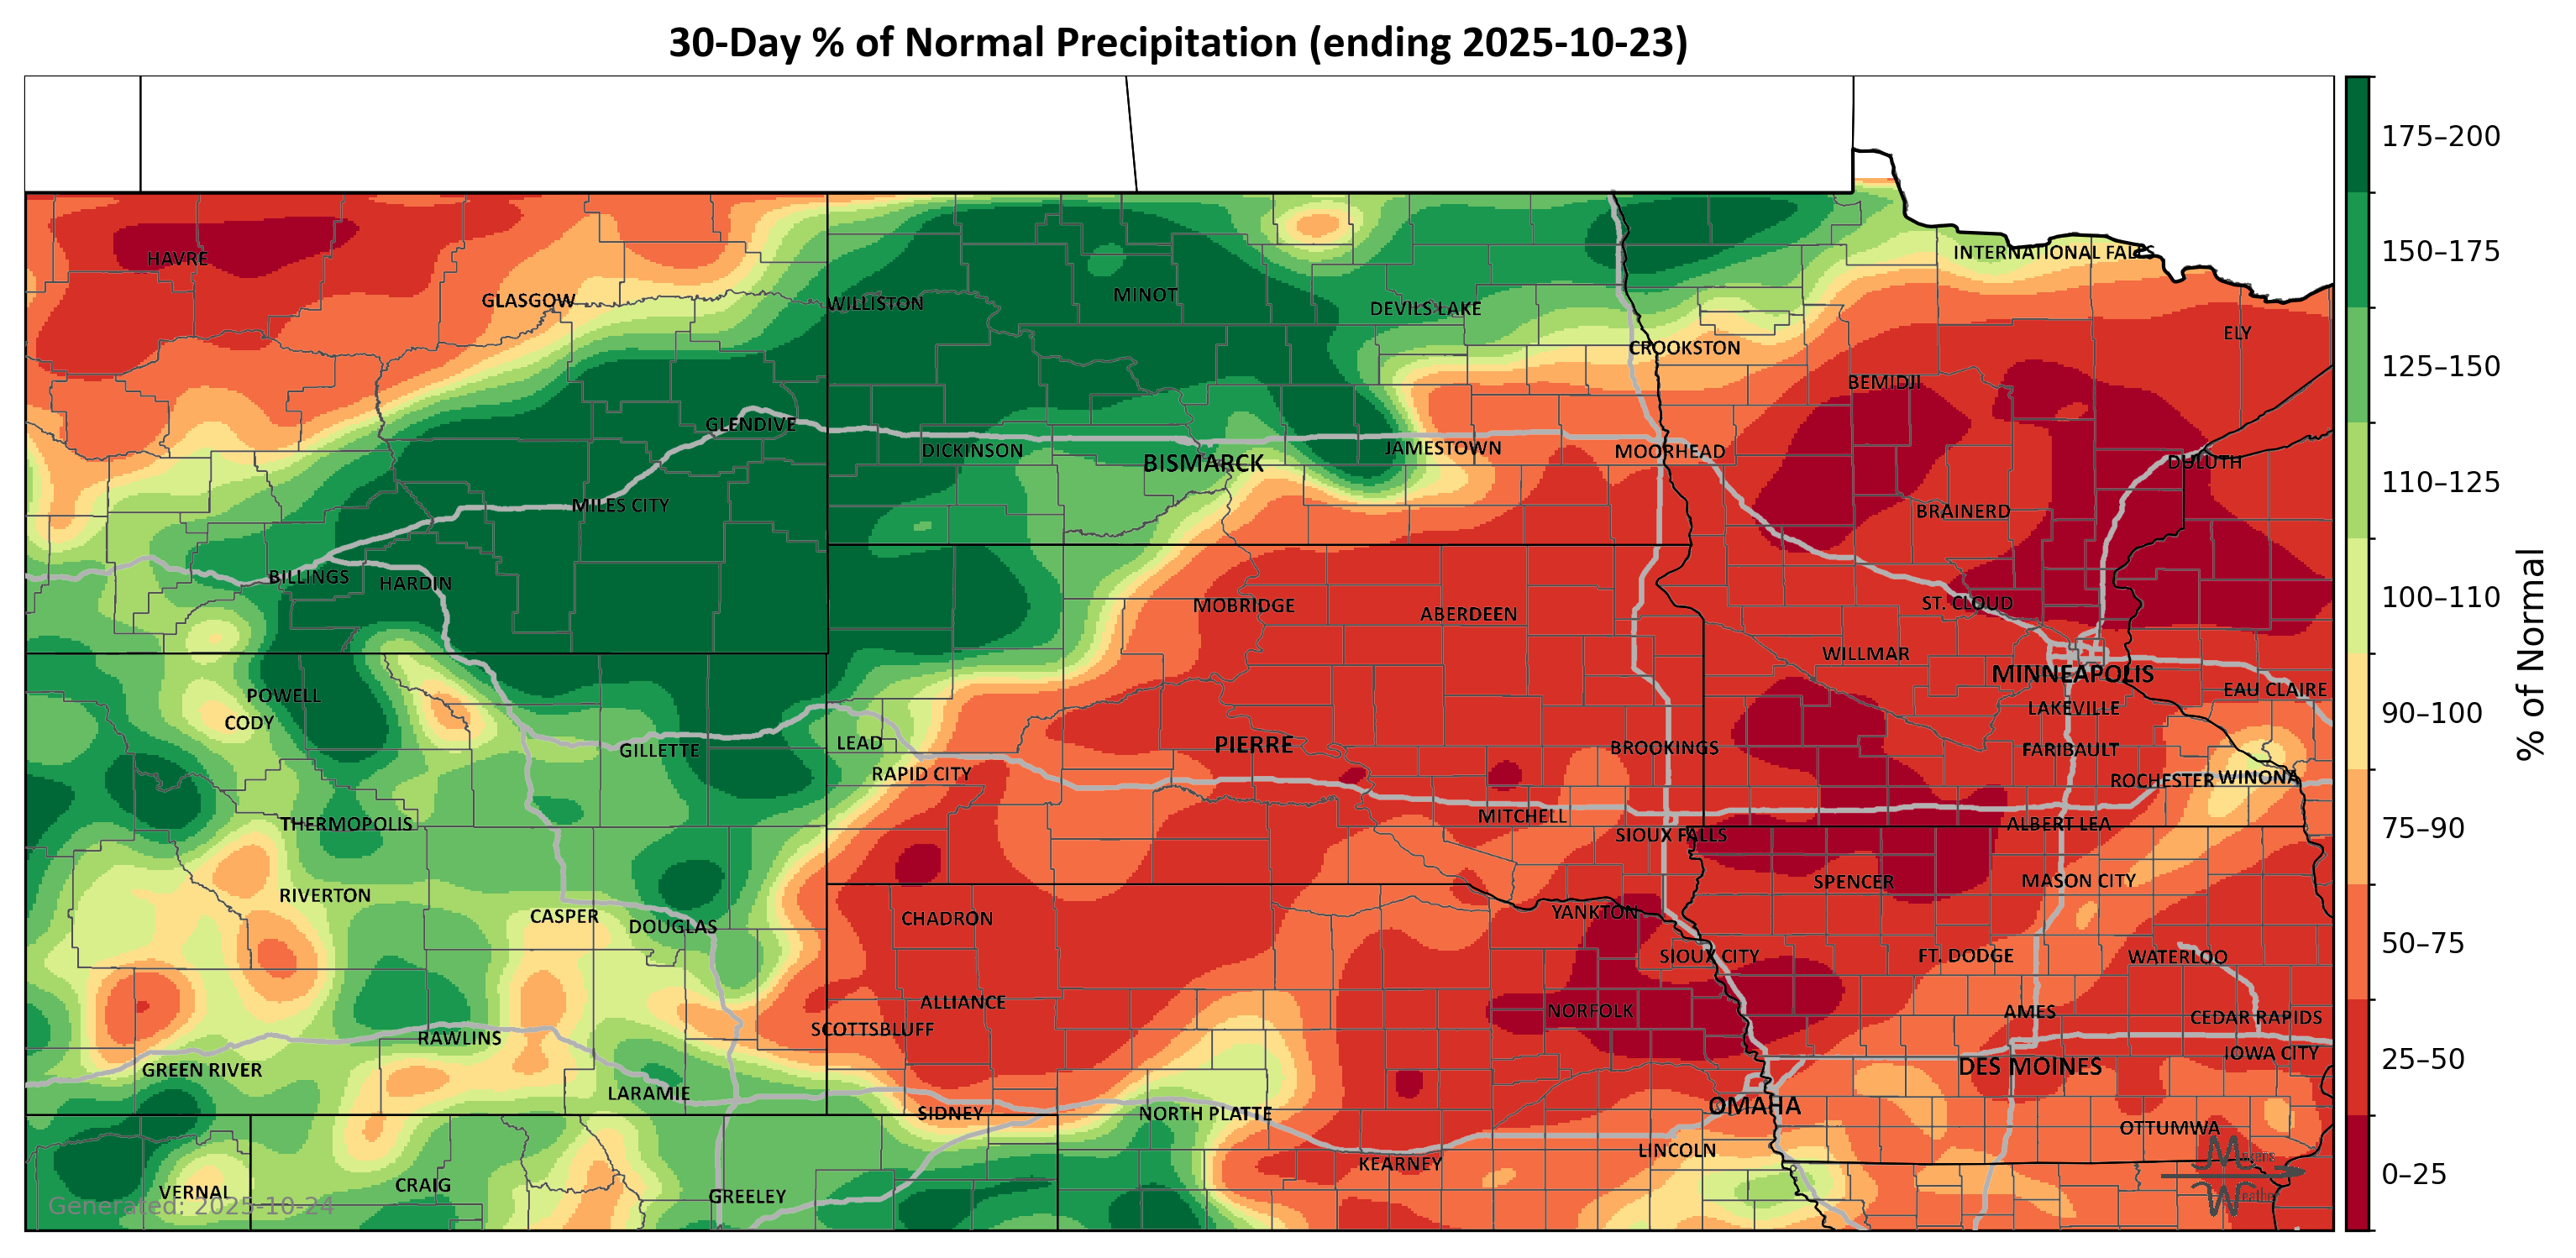 30-Day % of Normal Precipitation (ending 2025-10-23)
175–200
150–175
125–150
110–125
100–110
90–100
75–90
50–75
25–50
0–25
% of Normal
HAVRE
INTERNATIONAL FALLS
GLASGOW
WILLISTON
MINOT
DEVILS LAKE
ELY
CROOKSTON
BEMIDJI
GLENDIVE
DICKINSON
BISMARCK
JAMESTOWN
MOORHEAD
DULUTH
MILES CITY
BRAINERD
BILLINGS
HARDIN
MOBRIDGE
ABERDEEN
ST. CLOUD
WILLMAR
MINNEAPOLIS
POWELL
CODY
EAU CLAIRE
LAKEVILLE
GILLETTE
LEAD
PIERRE
BROOKINGS
FARIBAULT
RAPID CITY
ROCHESTER
WINONA
THERMOPOLIS
MITCHELL
SIOUX FALLS
ALBERT LEA
RIVERTON
SPENCER
MASON CITY
CASPER
DOUGLAS
CHADRON
YANKTON
SIOUX CITY
FT. DODGE
WATERLOO
ALLIANCE
NORFOLK
AMES
CEDAR RAPIDS
RAWLINS
SCOTTSBLUFF
IOWA CITY
GREEN RIVER
DES MOINES
LARAMIE
SIDNEY
NORTH PLATTE
OMAHA
OTTUMWA
KEARNEY
LINCOLN
VERNAL
CRAIG
GREELEY
Generated: 2025-10-24